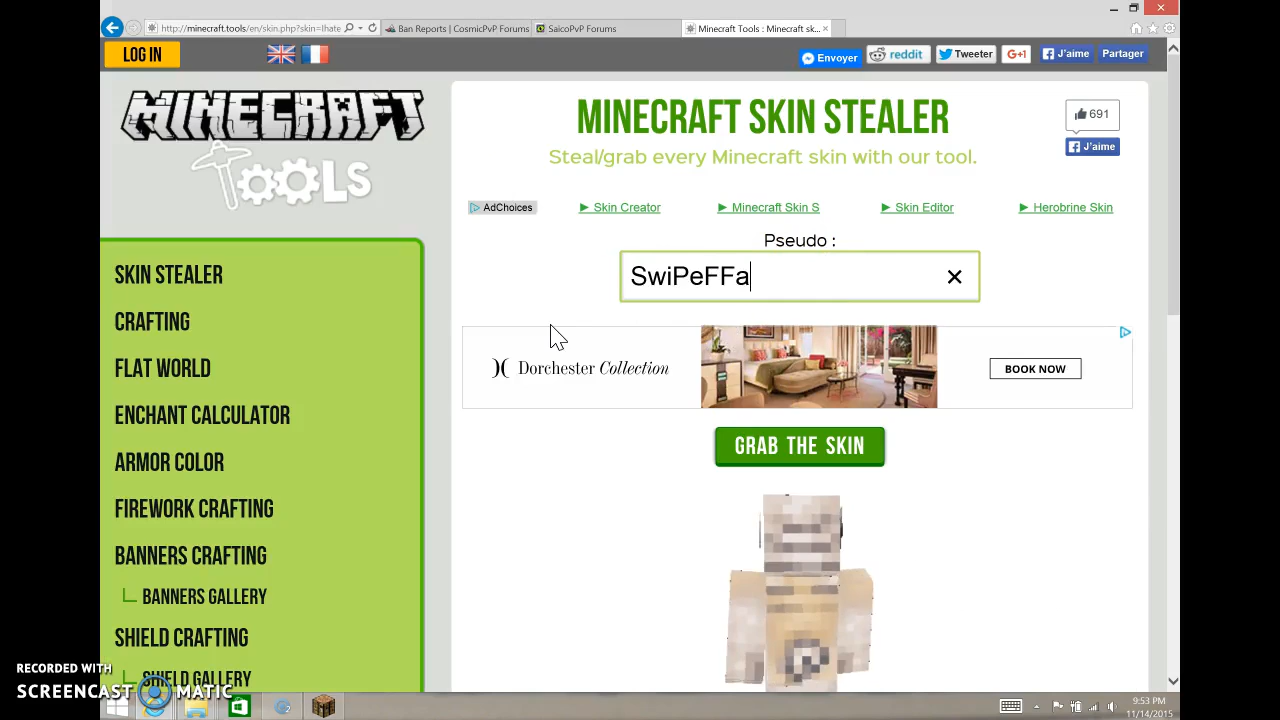 http://minecraft.tools/en/skin.php?skin=Ihate
Ban Reports | CosmicPvP Forums
SaicoPvP Forums
Minecraft Tools : Minecraft sk...
LOG IN
Envoyer
reddit
Tweeter
G+1
J'aime
Partager
MINECRAFT
TOOLS
MINECRAFT SKIN STEALER
Steal/grab every Minecraft skin with our tool.
691
J'aime
AdChoices
► Skin Creator
► Minecraft Skin S
► Skin Editor
► Herobrine Skin
Pseudo :
SwiPeFFa
Dorchester Collection
BOOK NOW
GRAB THE SKIN
SKIN STEALER
CRAFTING
FLAT WORLD
ENCHANT CALCULATOR
ARMOR COLOR
FIREWORK CRAFTING
BANNERS CRAFTING
BANNERS GALLERY
SHIELD CRAFTING
SHIELD GALLERY
RECORDED WITH
SCREENCAST MATIC
9:53 PM
11/14/2015